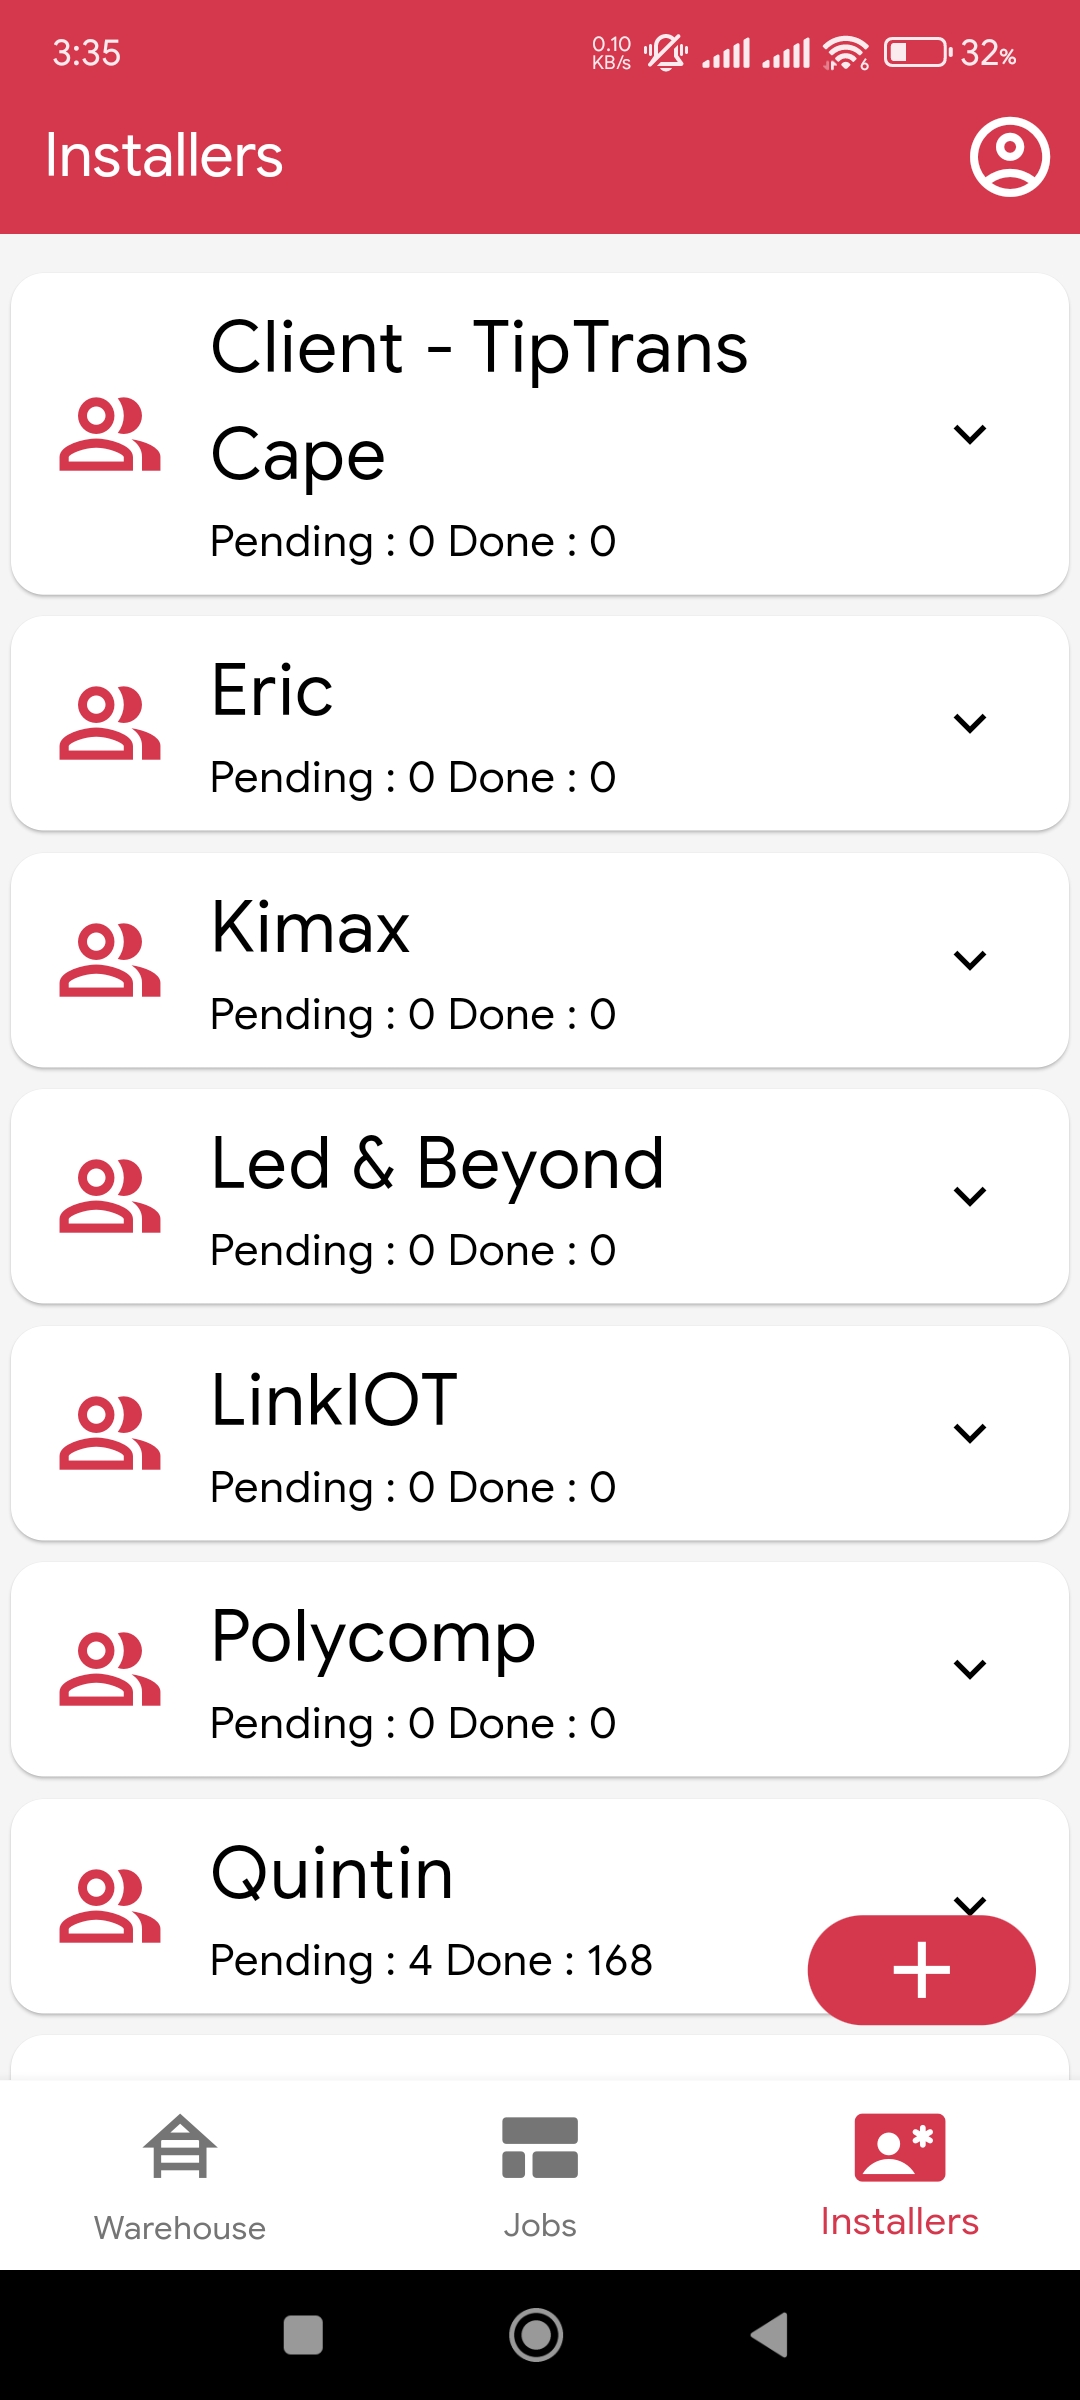 3:35
0.10
KB/s
6
32%
Installers
Client - TipTrans
Cape
Pending : 0 Done : 0
Eric
Pending : 0 Done : 0
Kimax
Pending : 0 Done : 0
Led & Beyond
Pending : 0 Done : 0
LinkIOT
Pending : 0 Done : 0
Polycomp
Pending : 0 Done : 0
Quintin
Pending : 4 Done : 168
Warehouse
Jobs
Installers